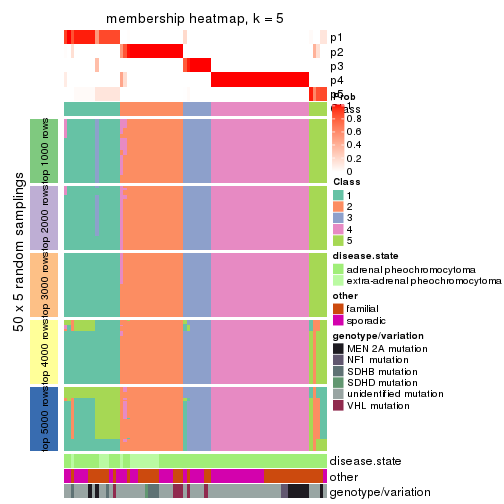 membership heatmap, k = 5
p1
p2
p3
p4
p5
Class
50 x 5 random samplings
top 1000 rows
top 2000 rows
top 3000 rows
top 4000 rows
top 5000 rows
Prob
1
0.8
0.6
0.4
0.2
0
Class
1
2
3
4
5
disease.state
adrenal pheochromocytoma
extra-adrenal pheochromocytoma
other
familial
sporadic
genotype/variation
MEN 2A mutation
NF1 mutation
SDHB mutation
SDHD mutation
unidentified mutation
VHL mutation
disease.state
other
genotype/variation